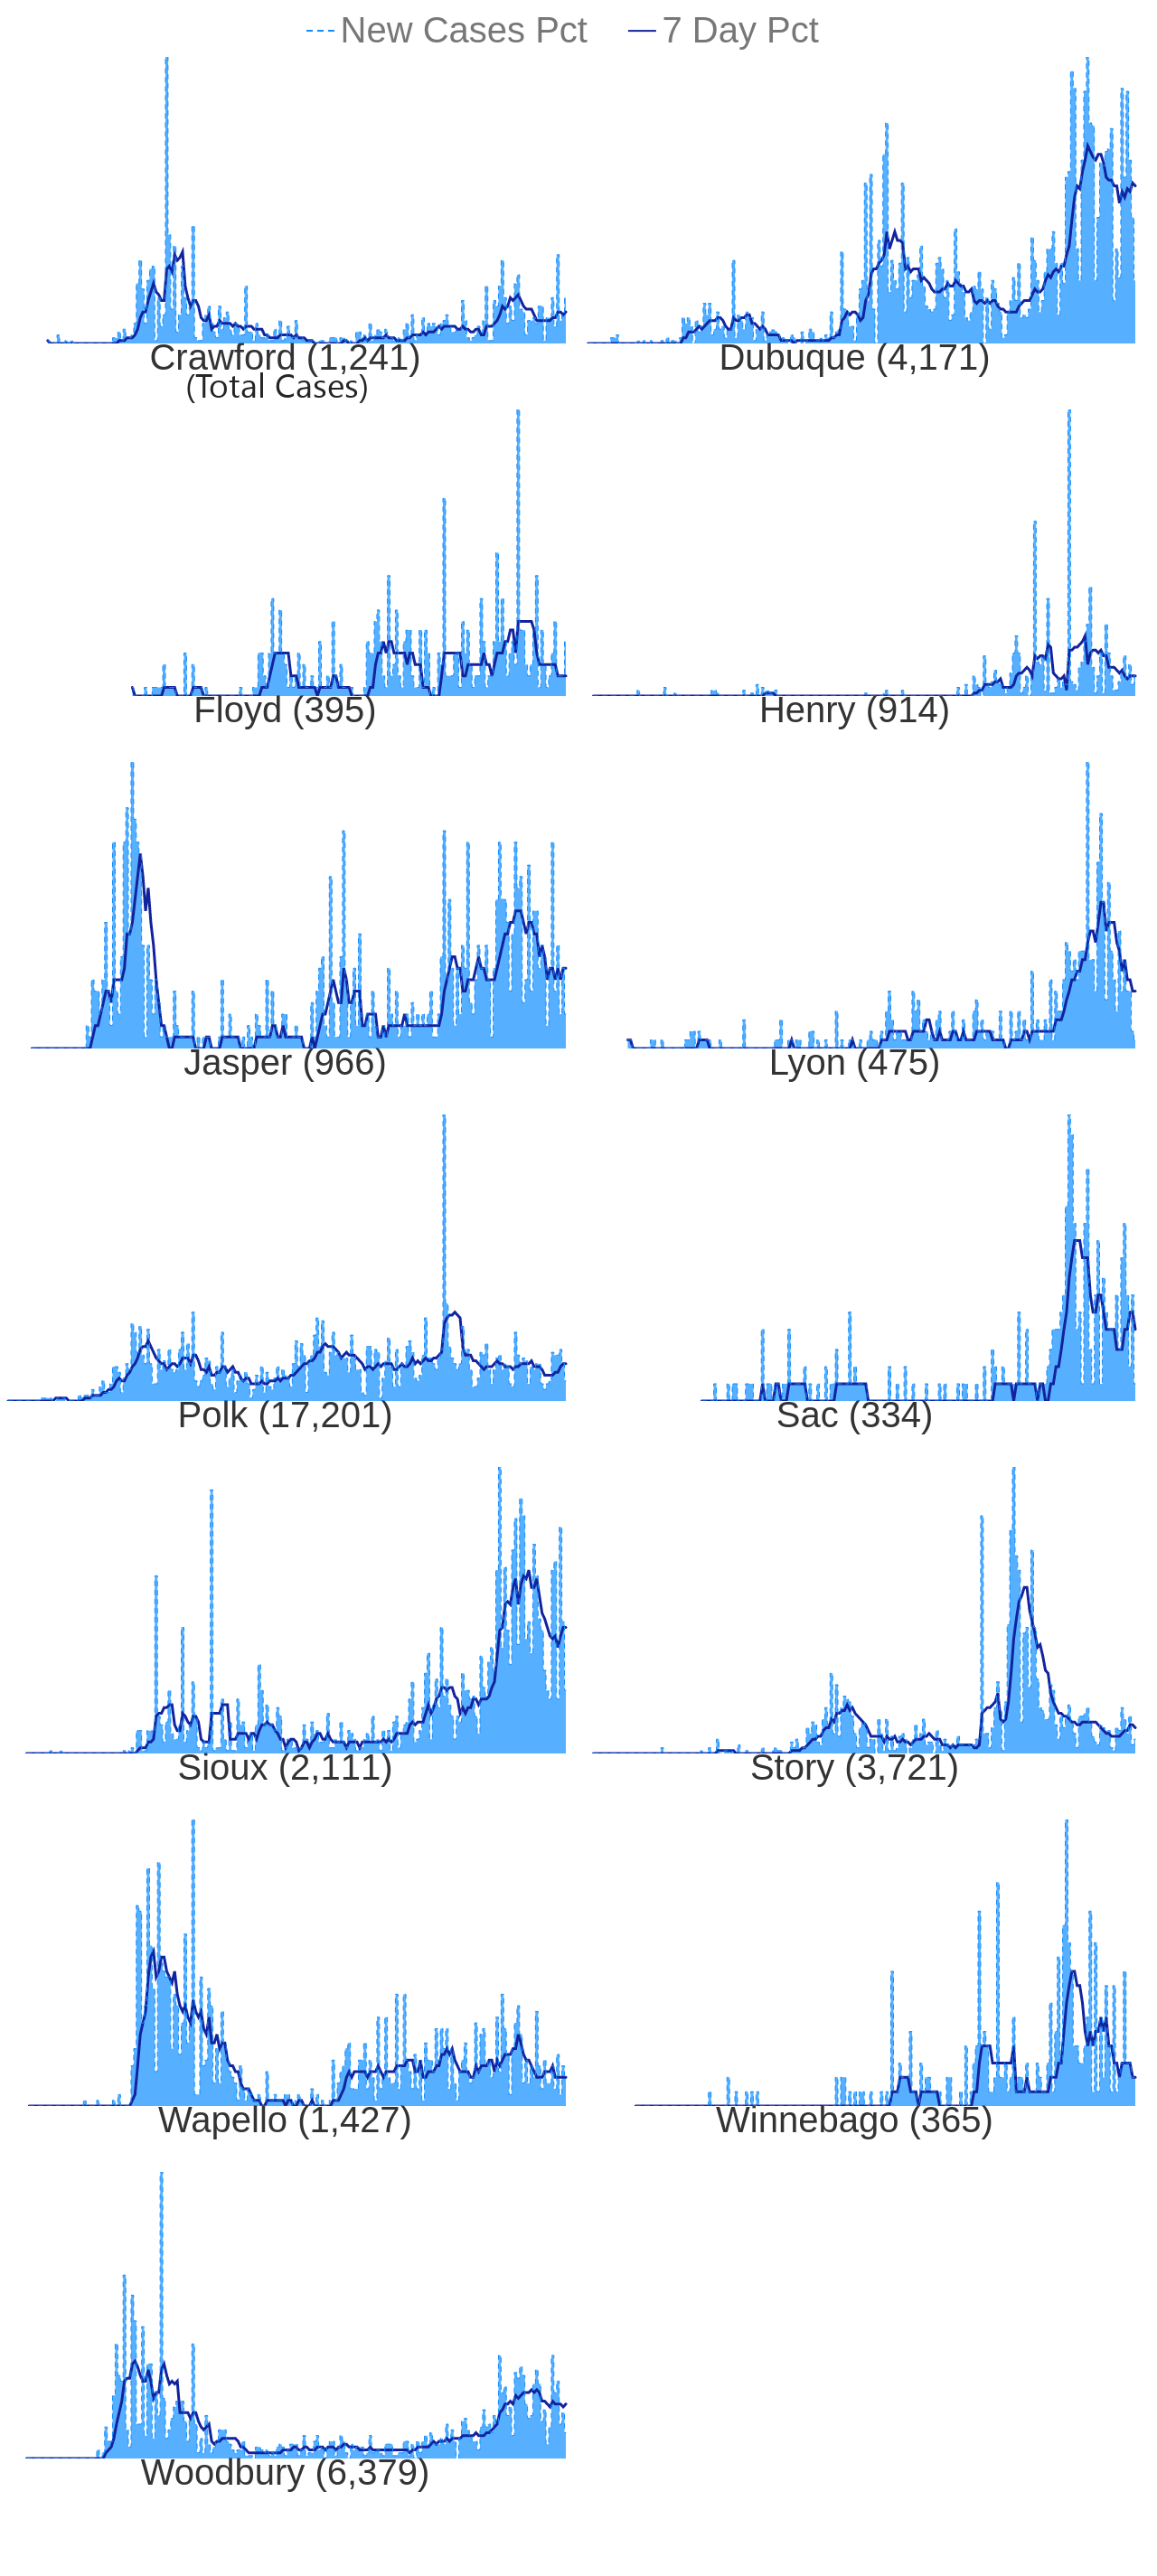 New Cases Pct 7 Day Pct
Crawford (1,241) Dubuque (4,171)
(Total Cases)
Floyd (395) Henry (914)
Jasper (966) Lyon (475)
Polk (17,201) Sac (334)
Sioux (2,111) Story (3,721)
Wapello (1,427) Winnebago (365)
Woodbury (6,379)